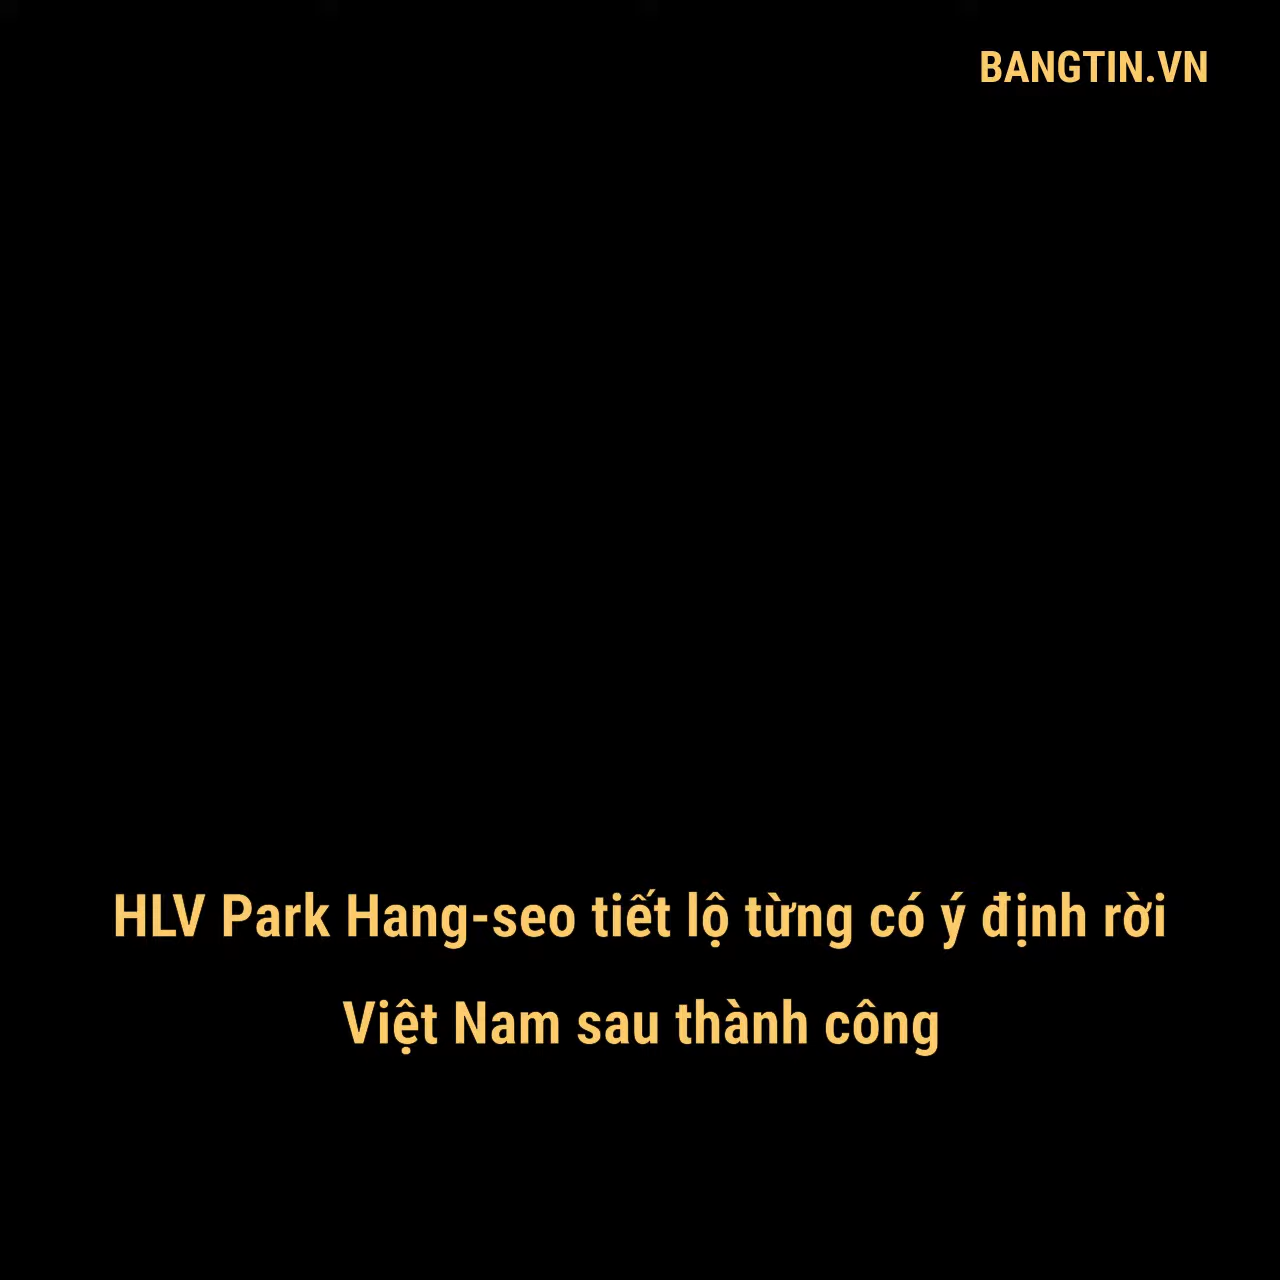 BANGTIN.VN
HLV Park Hang-seo tiết lộ từng có ý định rời
Việt Nam sau thành công